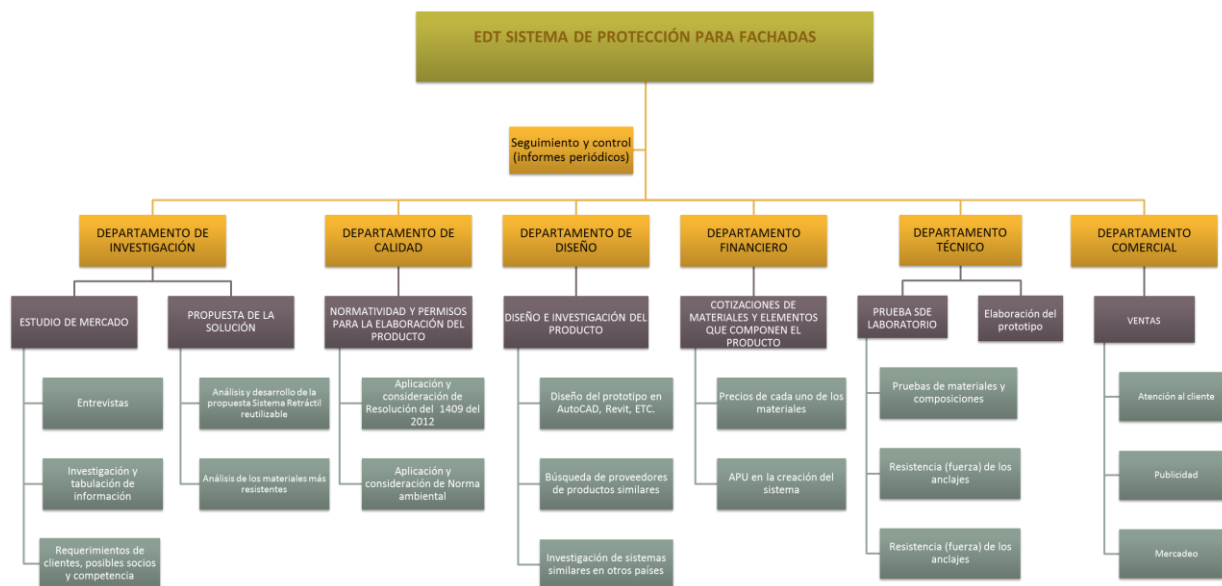 EDT SISTEMA DE PROTECCIÓN PARA FACHADAS
Seguimiento y control
(informes periódicos)
DEPARTAMENTO DE
INVESTIGACIÓN
DEPARTAMENTO DE
CALIDAD
DEPARTAMENTO DE
DISEÑO
DEPARTAMENTO
FINANCIERO
DEPARTAMENTO
TÉCNICO
DEPARTAMENTO
COMERCIAL
ESTUDIO DE MERCADO
PROPUESTA DE LA
SOLUCIÓN
NORMATIVIDAD Y PERMISOS
PARA LA ELABORACIÓN DEL
PRODUCTO
DISEÑO E INVESTIGACIÓN DEL
PRODUCTO
COTIZACIONES DE
MATERIALES Y ELEMENTOS
QUE COMPONEN EL
PRODUCTO
PRUEBA SDE
LABORATORIO
Elaboración del
prototipo
VENTAS
Entrevistas
Investigación y
tabulación de
información
Requerimientos de
clientes, posibles socios
y competencia
Análisis y desarrollo de la
propuesta Sistema Retráctil
reutilizable
Análisis de los materiales más
resistentes
Aplicación y
consideración de
Resolución del 1409 del
2012
Aplicación y
consideración de Norma
ambiental
Diseño del prototipo en
AutoCAD, Revit, ETC.
Búsqueda de proveedores
de productos similares
Investigación de sistemas
similares en otros países
Precios de cada uno de los
materiales
APU en la creación del
sistema
Pruebas de materiales y
composiciones
Resistencia (fuerza) de los
anclajes
Resistencia (fuerza) de los
anclajes
Atención al cliente
Publicidad
Mercadeo